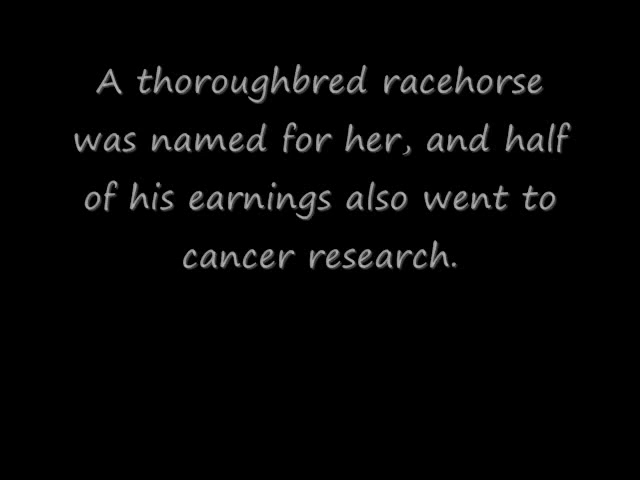 A thoroughbred racehorse
was named for her, and half
of his earnings also went to
cancer research.